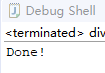 Debug Shell
<terminated> div
Done!